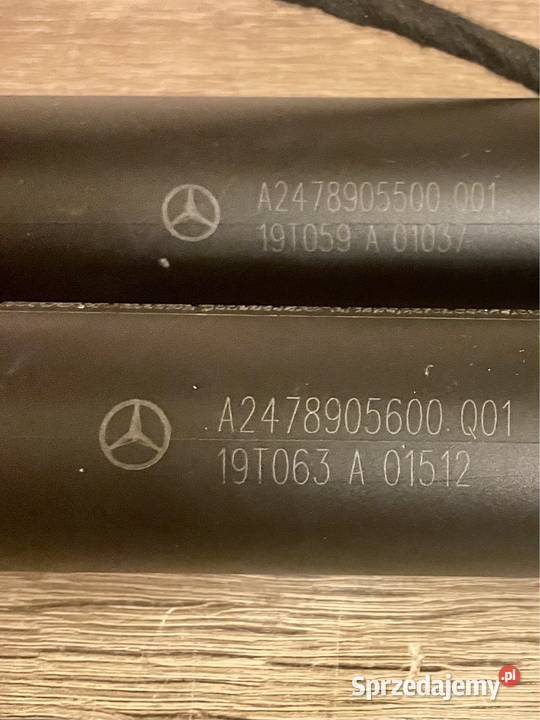 A2478905500 Q01
19T059 A 01037
A2478905600 Q01
19T063 A 01512
Sprzedajemy.pl